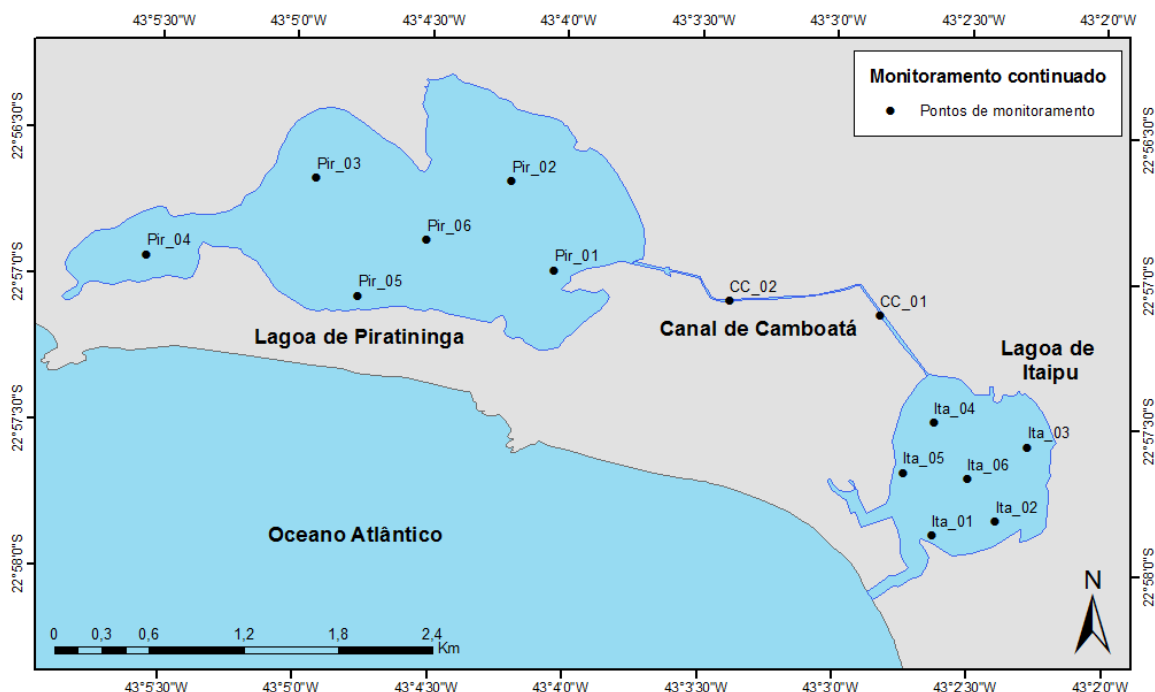 43°5'30"W 43°5'0"W 43°4'30"W 43°4'0"W 43°3'30"W 43°3'0"W 43°2'30"W 43°2'0"W
Monitoramento continuado
Pontos de monitoramento
22°56'30"S
22°56'30"S
Pir_03
Pir_02
Pir_04
Pir_06
Pir_01
Pir_05
22°57'0"S
22°57'0"S
CC_02
CC_01
Lagoa de Piratininga
Canal de Camboatá
Lagoa de
Itaipu
22°57'30"S
22°57'30"S
Ita_04
Ita_03
Ita_05
Ita_06
Ita_02
Ita_01
Oceano Atlântico
22°58'0"S
22°58'0"S
N
0 0,3 0,6 1,2 1,8 2,4
Km
43°5'30"W 43°5'0"W 43°4'30"W 43°4'0"W 43°3'30"W 43°3'0"W 43°2'30"W 43°2'0"W